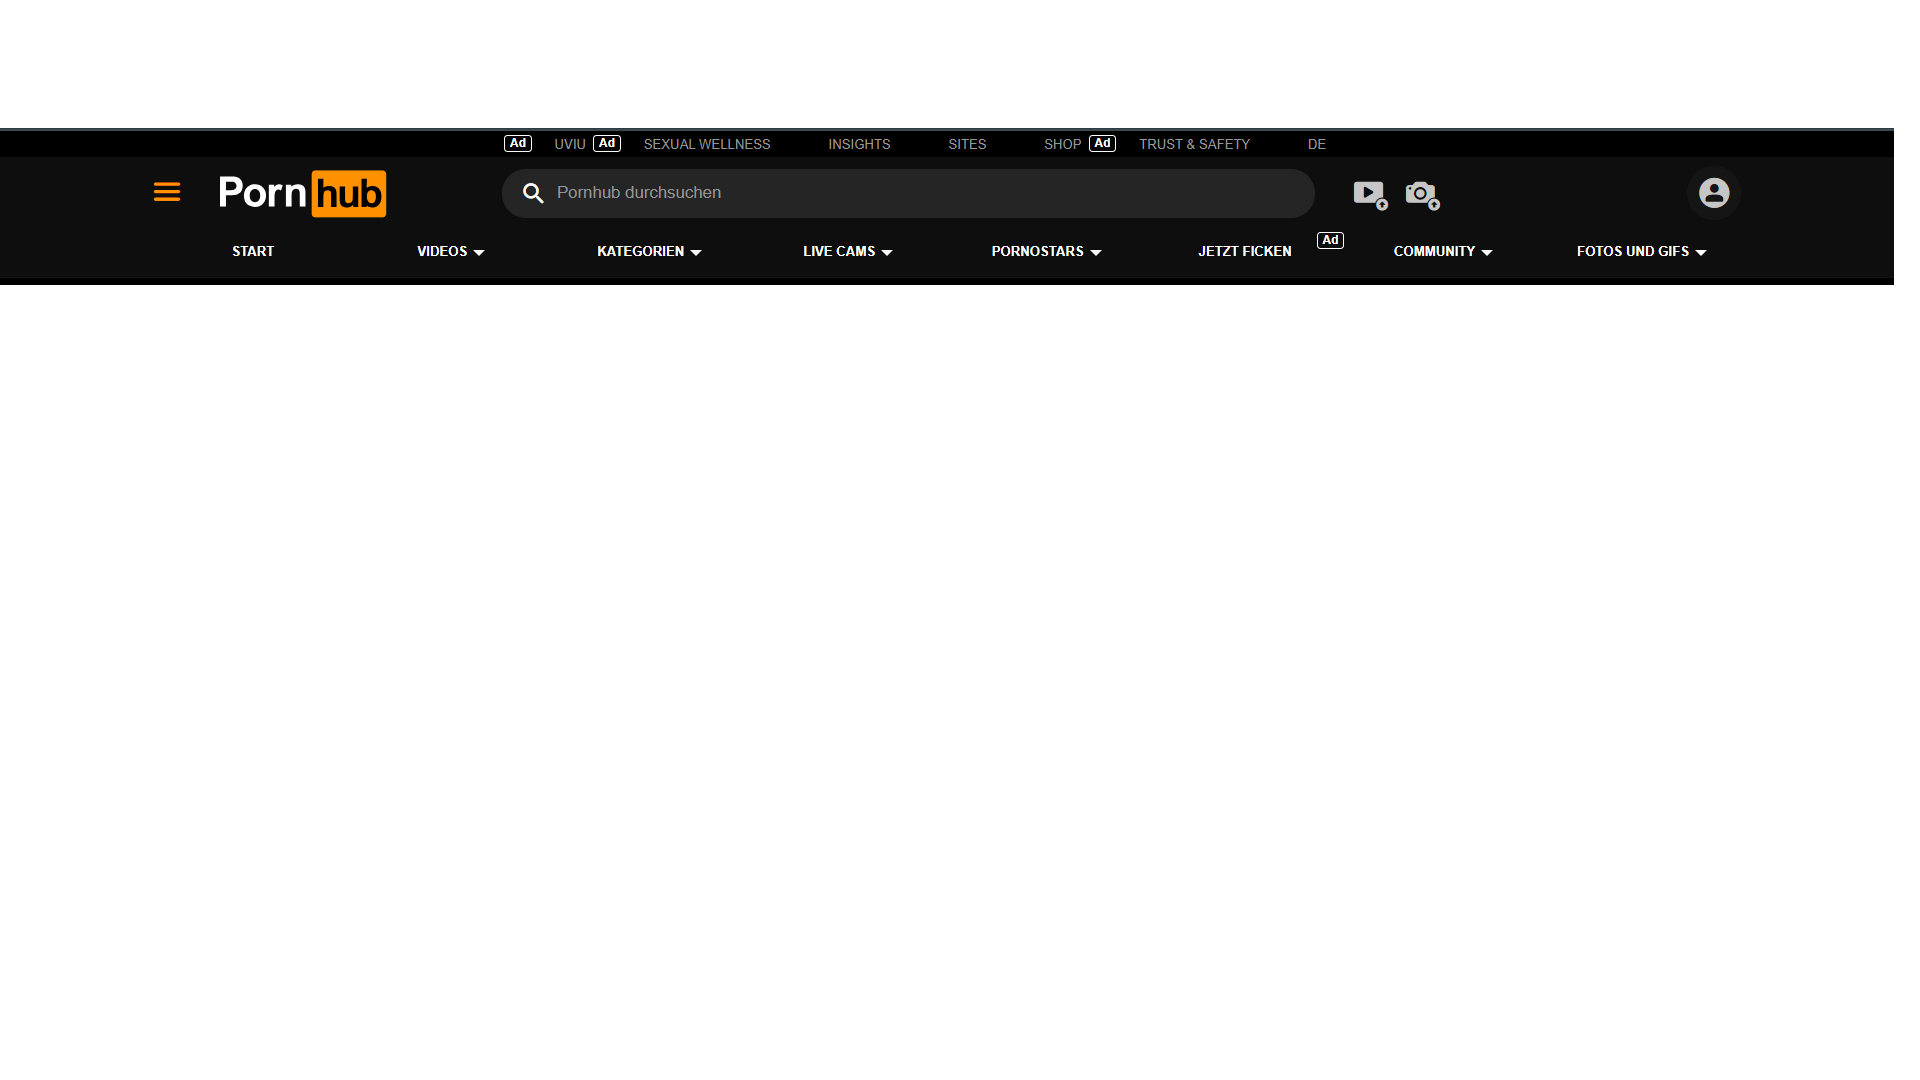 Ad UVIU Ad SEXUAL WELLNESS INSIGHTS SITES SHOP Ad TRUST & SAFETY DE
Pornhub Pornhub durchsuchen
START VIDEOS KATEGORIEN LIVE CAMS PORNOSTARS JETZT FICKEN Ad COMMUNITY FOTOS UND GIFS